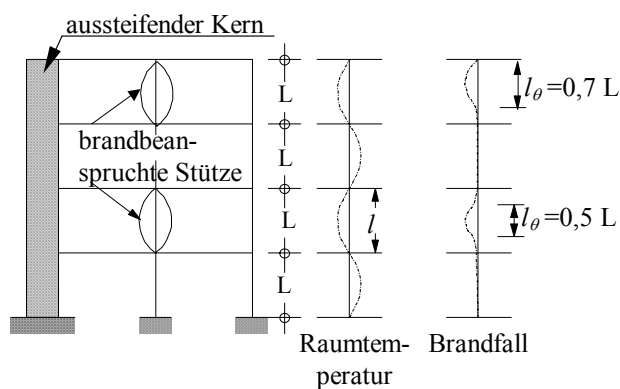 aussteifender Kern
brandbean-
spruchte Stütze
L
L
L
L
l
lθ=0,7 L
lθ=0,5 L
Raumtem-
peratur
Brandfall